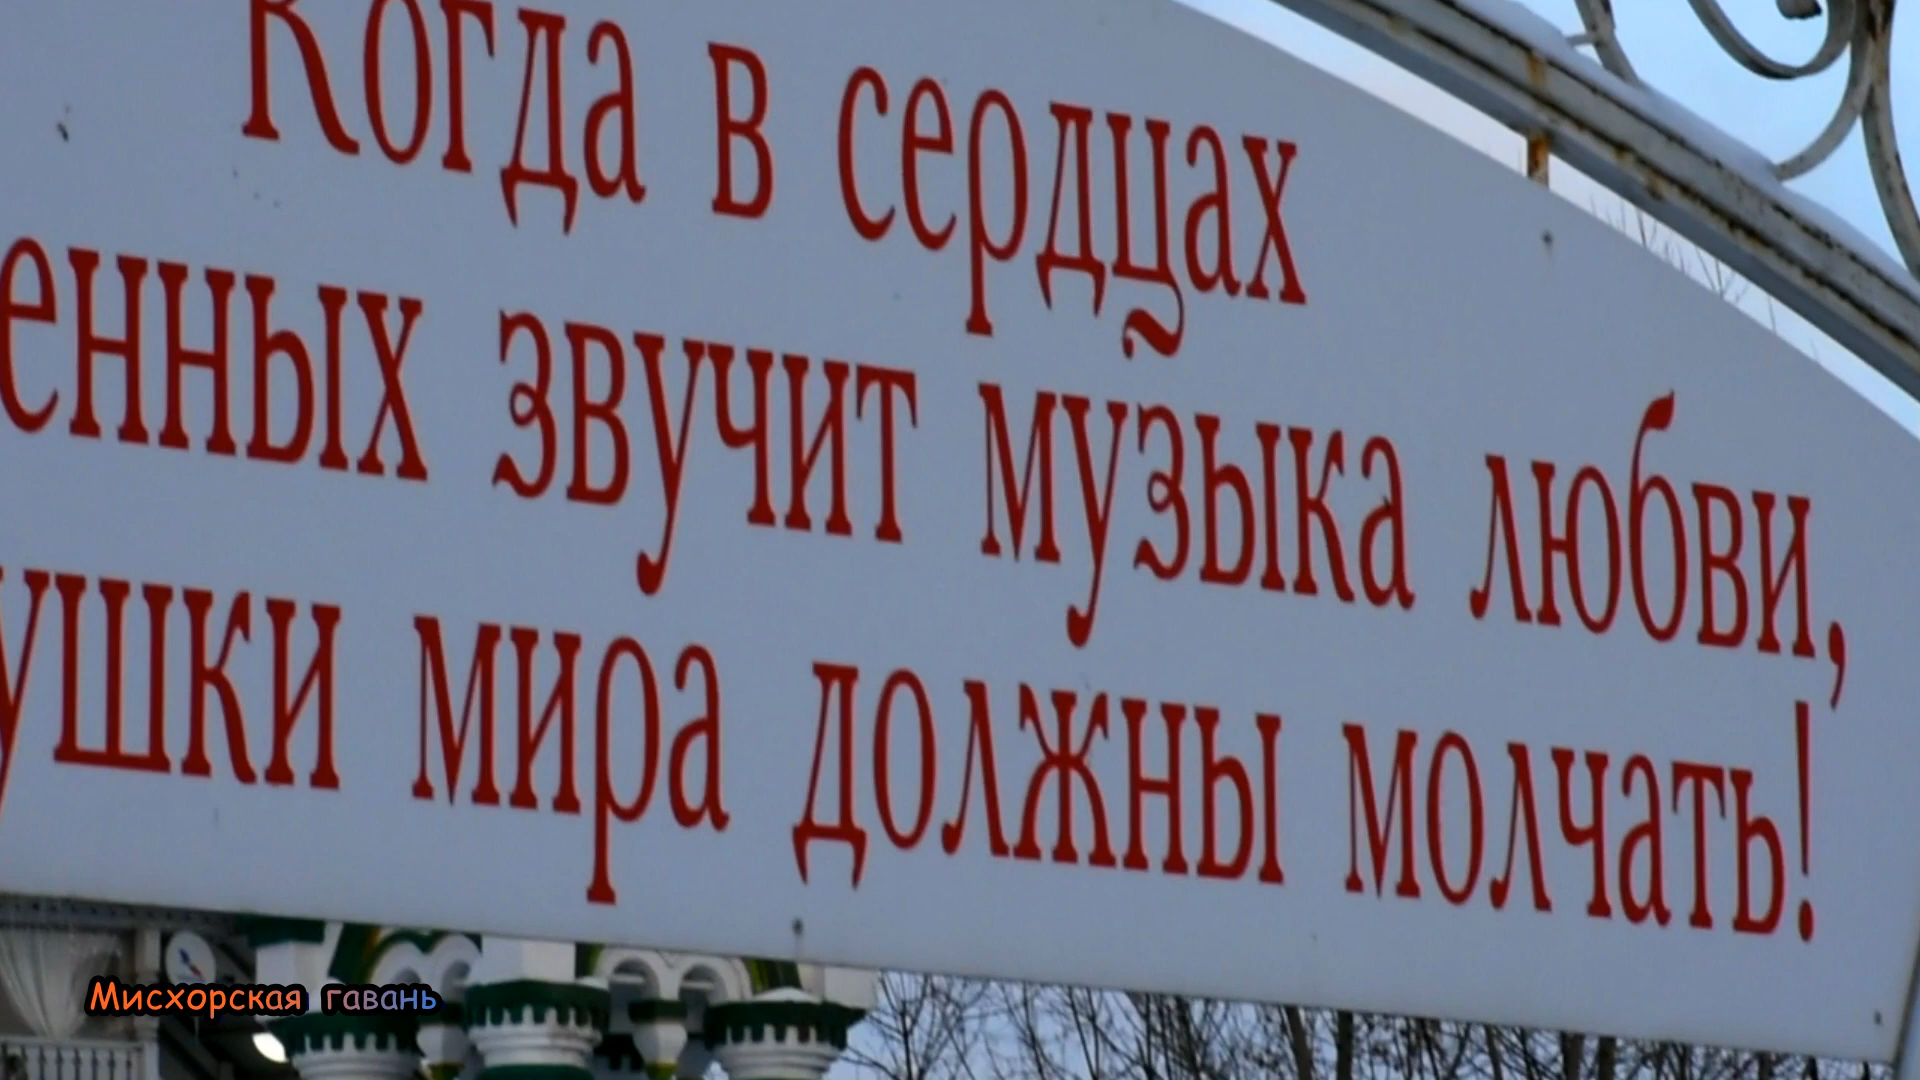 Когда в сердцах
енных звучит музыка любви,
ушки мира должны молчать!
Мисхорская гавань